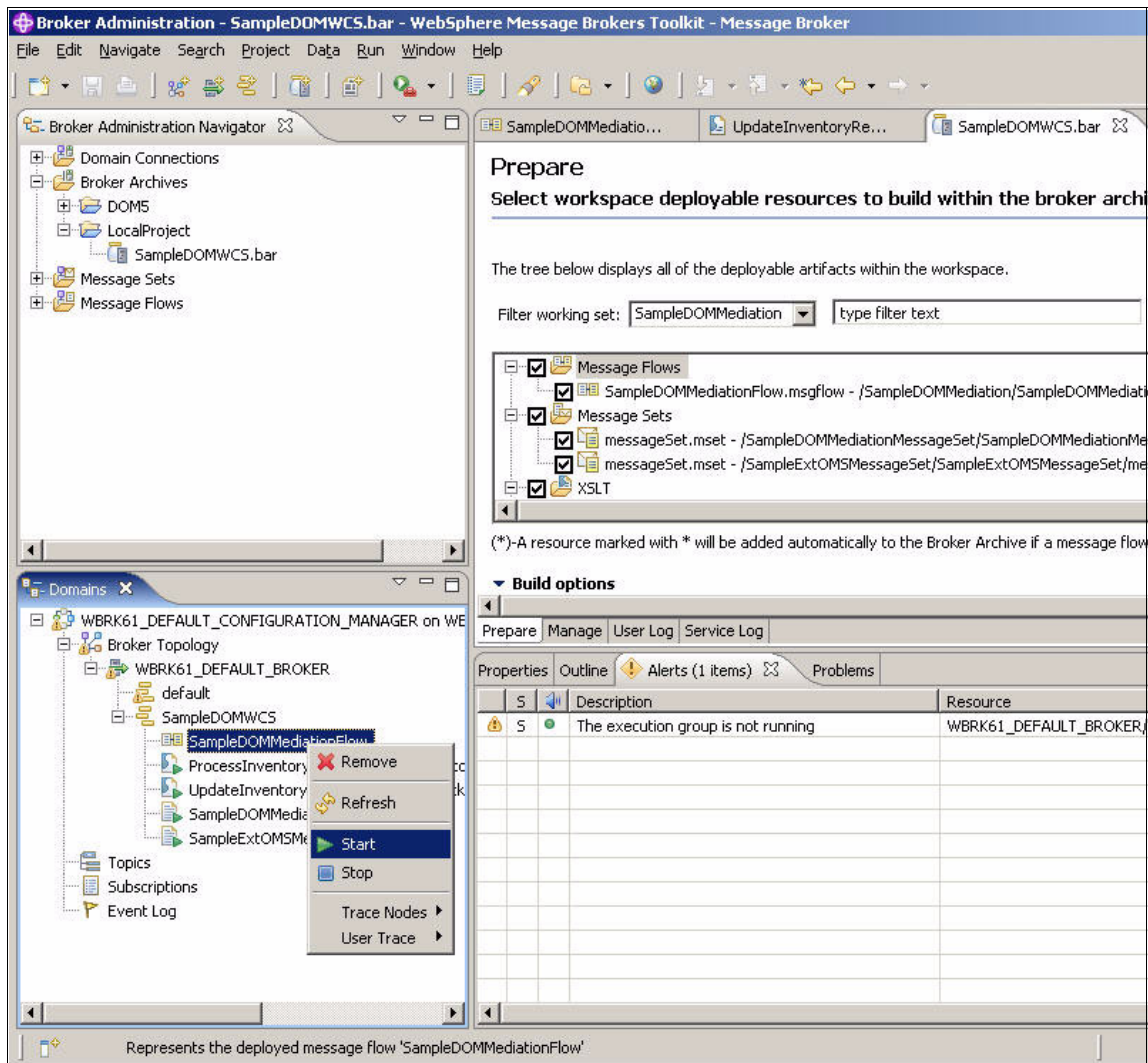 Broker Administration - SampleDOMWCS.bar - WebSphere Message Brokers Toolkit - Message Broker
File Edit Navigate Search Project Data Run Window Help
Broker Administration Navigator
Domain Connections
Broker Archives
DOM5
LocalProject
SampleDOMWCS.bar
Message Sets
Message Flows
SampleDOMMediatio... UpdateInventoryRe... SampleDOMWCS.bar
Prepare
Select workspace deployable resources to build within the broker archi
The tree below displays all of the deployable artifacts within the workspace.
Filter working set: SampleDOMMediation type filter text
Message Flows
SampleDOMMediationFlow.msgflow - /SampleDOMMediation/SampleDOMMediati
Message Sets
messageSet.mset - /SampleDOMMediationMessageSet/SampleDOMMediationMe
messageSet.mset - /SampleExtOMSMessageSet/SampleExtOMSMessageSet/me
XSLT
(*)-A resource marked with * will be added automatically to the Broker Archive if a message flow
Build options
Prepare Manage User Log Service Log
Domains
WBRK61_DEFAULT_CONFIGURATION_MANAGER on WE
Broker Topology
WBRK61_DEFAULT_BROKER
default
SampleDOMWCS
SampleDOMMediationFlow
ProcessInventory
UpdateInventory
SampleDOMMedia
SampleExtOMSMe
Topics
Subscriptions
Event Log
Remove
Refresh
Start
Stop
Trace Nodes
User Trace
Properties Outline Alerts (1 items) Problems
S Description Resource
S The execution group is not running WBRK61_DEFAULT_BROKER/
Represents the deployed message flow 'SampleDOMMediationFlow'